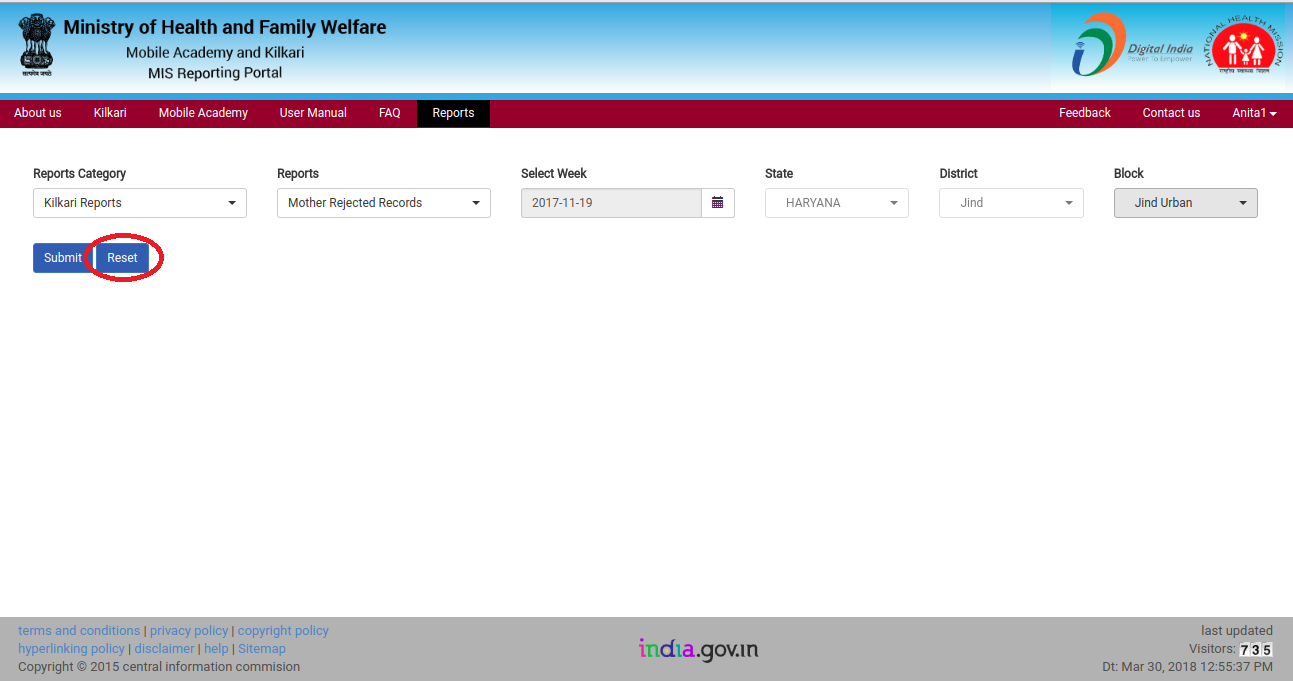 Ministry of Health and Family Welfare
Mobile Academy and Kilkari
MIS Reporting Portal
सत्यमेव जयते
Digital India
Power To Empower
NATIONAL HEALTH MISSION
राष्ट्रीय स्वास्थ्य मिशन
About us Kilkari Mobile Academy User Manual FAQ Reports Feedback Contact us Anita1
Reports Category Reports Select Week State District Block
Kilkari Reports Mother Rejected Records 2017-11-19 HARYANA Jind Jind Urban
Submit Reset
terms and conditions | privacy policy | copyright policy
hyperlinking policy | disclaimer | help | Sitemap
Copyright © 2015 central information commision
india.gov.in
last updated
Visitors: 735
Dt: Mar 30, 2018 12:55:37 PM